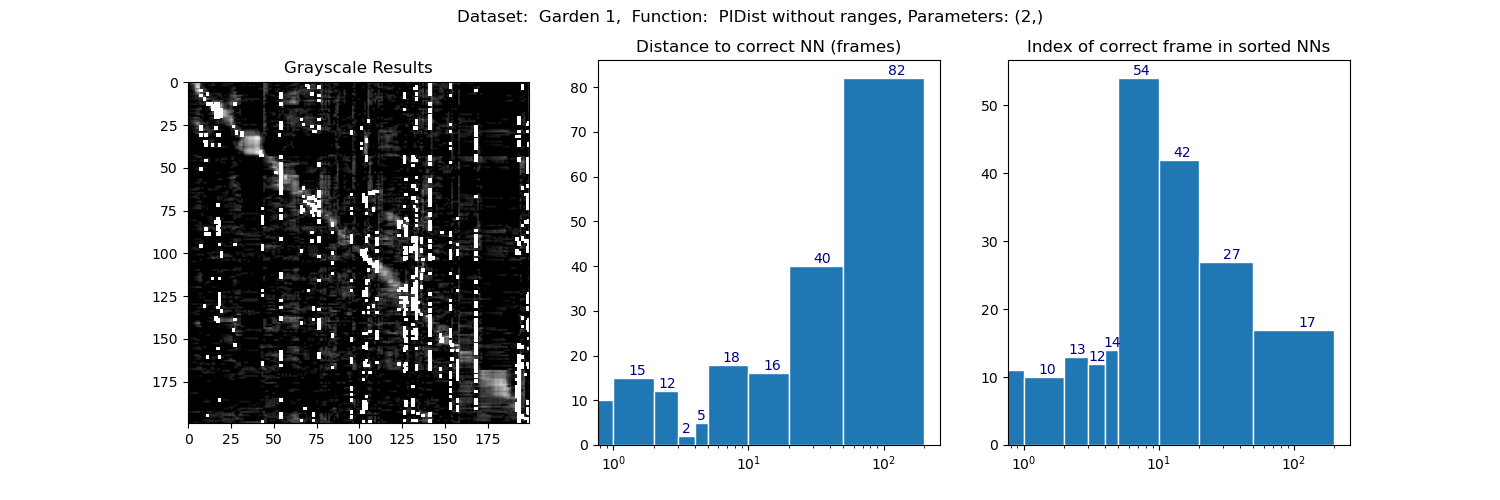 Dataset:  Garden 1,  Function:  PIDist without ranges, Parameters: (2,)
Grayscale Results
0
25
50
75
100
125
150
175
0 25 50 75 100 125 150 175
Distance to correct NN (frames)
80
70
60
50
40
30
20
10
0
15 12 2 5 18 16 40 82
10⁰ 10¹ 10²
Index of correct frame in sorted NNs
50
40
30
20
10
0
10 13 12 14 54 42 27 17
10⁰ 10¹ 10²